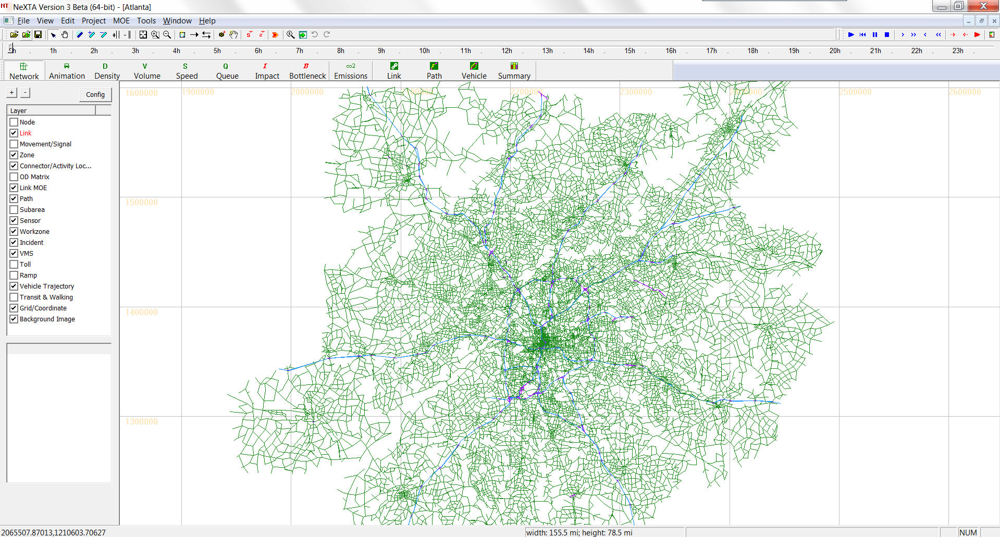 NeXTA Version 3 Beta (64-bit) - [Atlanta]
File View Edit Project MOE Tools Window Help
1h 2h 3h 4h 5h 6h 7h 8h 9h 10h 11h 12h 13h 14h 15h 16h 17h 18h 19h 20h 21h 22h 23h
D V S Q I B co2
Network Animation Density Volume Speed Queue Impact Bottleneck Emissions Link Path Vehicle Summary
+ - Config
1600000 1900000 2000000 2200000 2300000 2500000 2600000
Layer
Node
Link
Movement/Signal
Zone
Connector/Activity Loc...
OD Matrix
Link MOE
Path
Subarea
Sensor
Workzone
Incident
VMS
Toll
Ramp
Vehicle Trajectory
Transit & Walking
Grid/Coordinate
Background Image
1500000
1400000
1300000
2065507.87013,1210603.70627
width: 155.5 mi; height: 78.5 mi
NUM